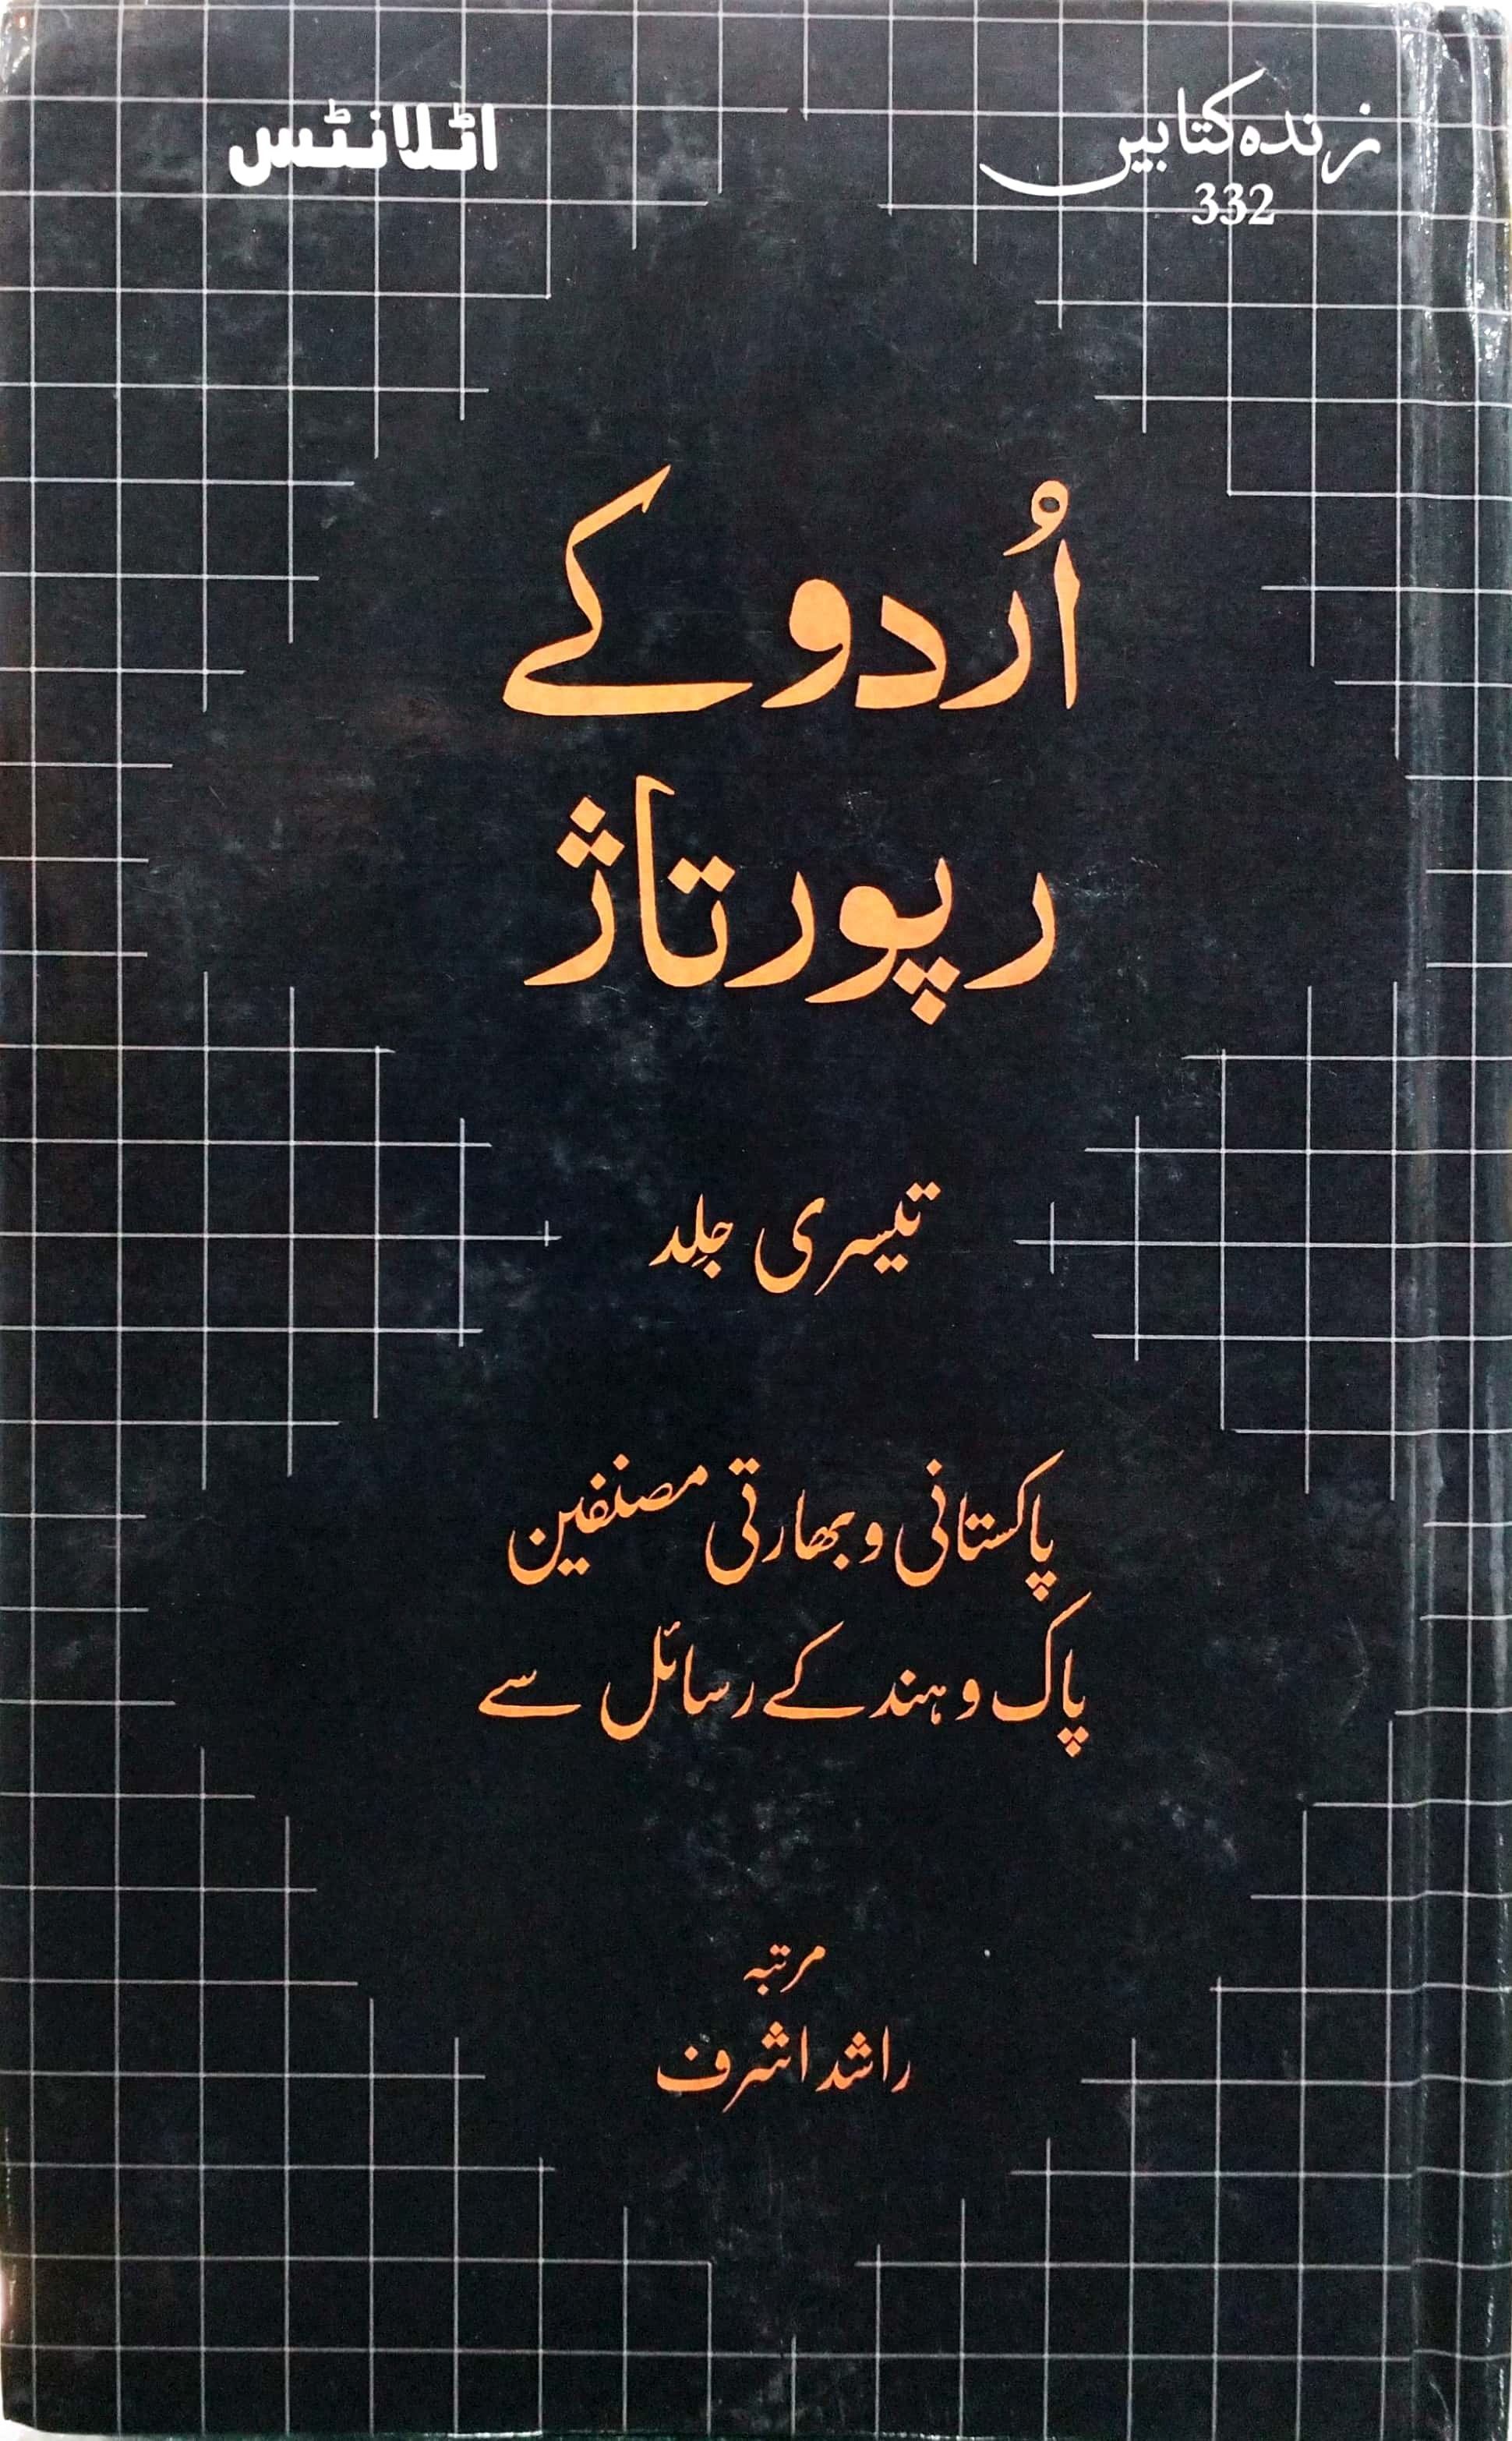 زندہ کتابیں
332
اٹلانٹس
اُردو کے
رپورتاژ
تیسری جِلد
پاکستانی و بھارتی مصنفین
پاک و ہند کے رسائل سے
مرتبہ
راشد اشرف